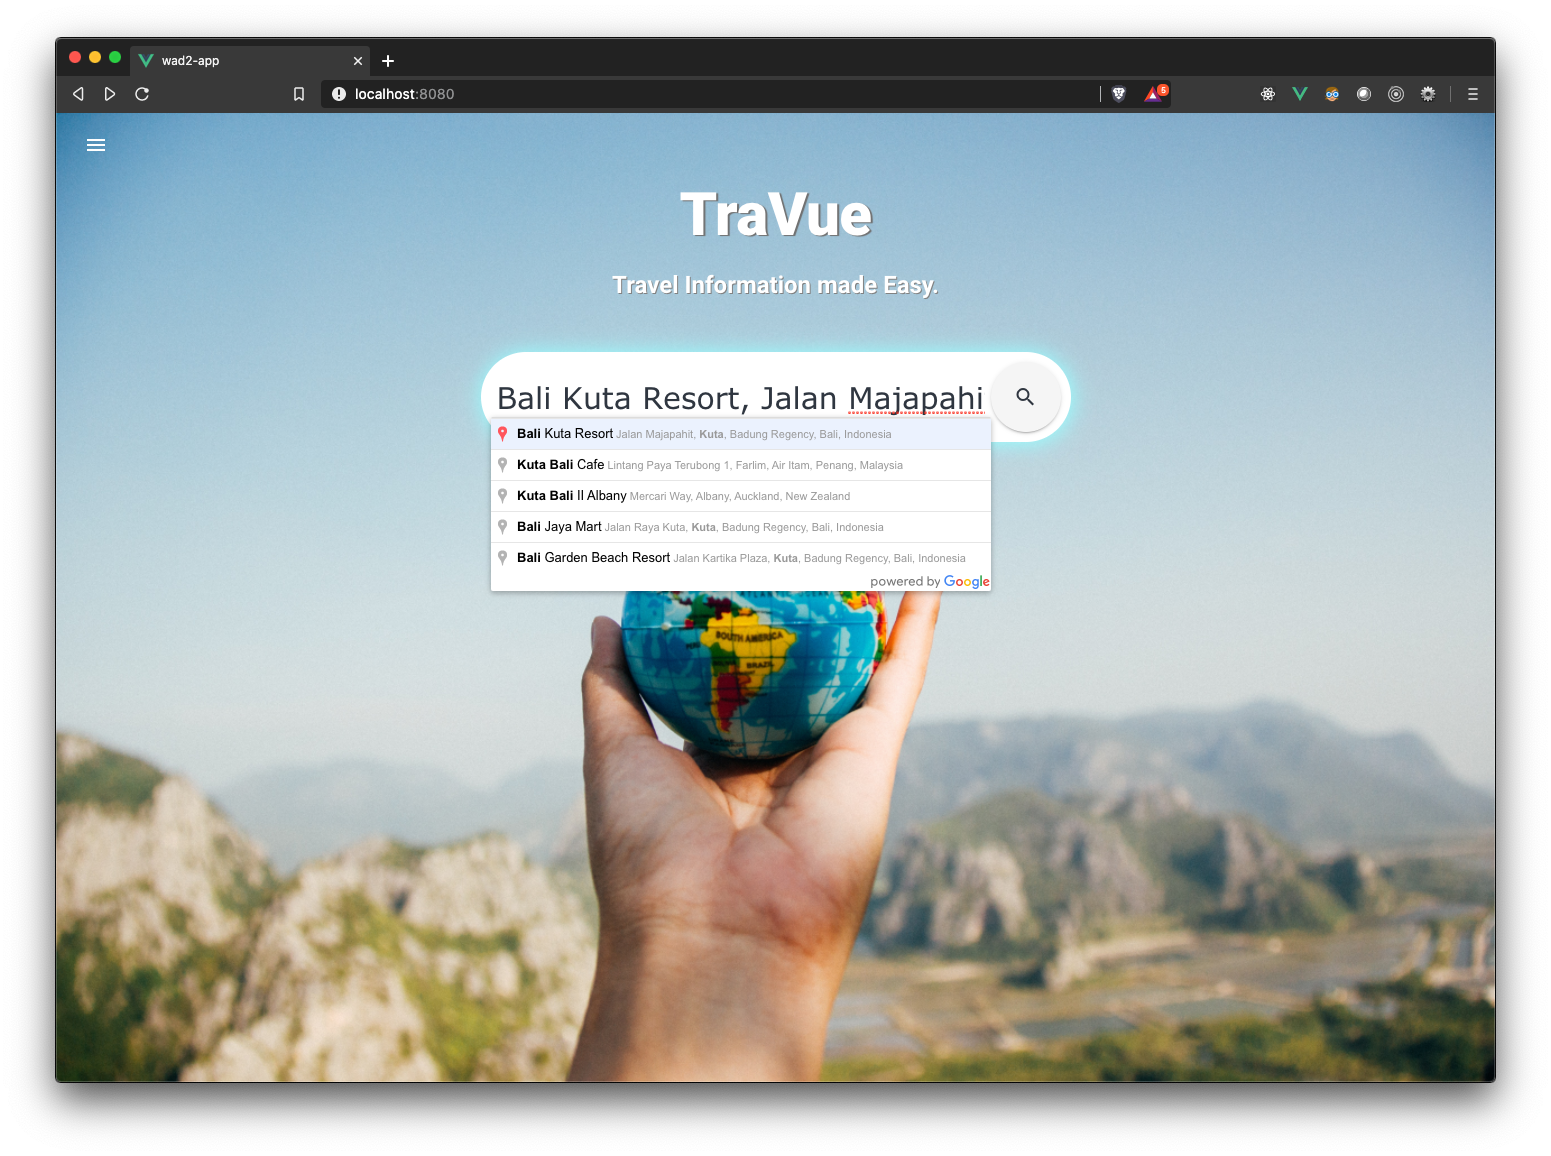 wad2-app
localhost:8080
5
TraVue
Travel Information made Easy.
Bali Kuta Resort, Jalan Majapahi
Bali Kuta Resort Jalan Majapahit, Kuta, Badung Regency, Bali, Indonesia
Kuta Bali Cafe Lintang Paya Terubong 1, Farlim, Air Itam, Penang, Malaysia
Kuta Bali II Albany Mercari Way, Albany, Auckland, New Zealand
Bali Jaya Mart Jalan Raya Kuta, Kuta, Badung Regency, Bali, Indonesia
Bali Garden Beach Resort Jalan Kartika Plaza, Kuta, Badung Regency, Bali, Indonesia
powered by Google
SOUTH AMERICA
BRAZIL